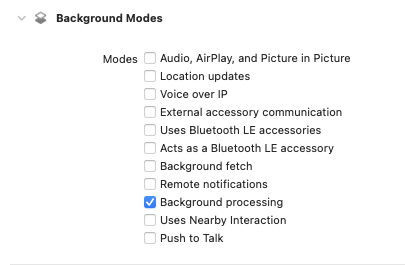 Background Modes
Modes Audio, AirPlay, and Picture in Picture
Location updates
Voice over IP
External accessory communication
Uses Bluetooth LE accessories
Acts as a Bluetooth LE accessory
Background fetch
Remote notifications
Background processing
Uses Nearby Interaction
Push to Talk